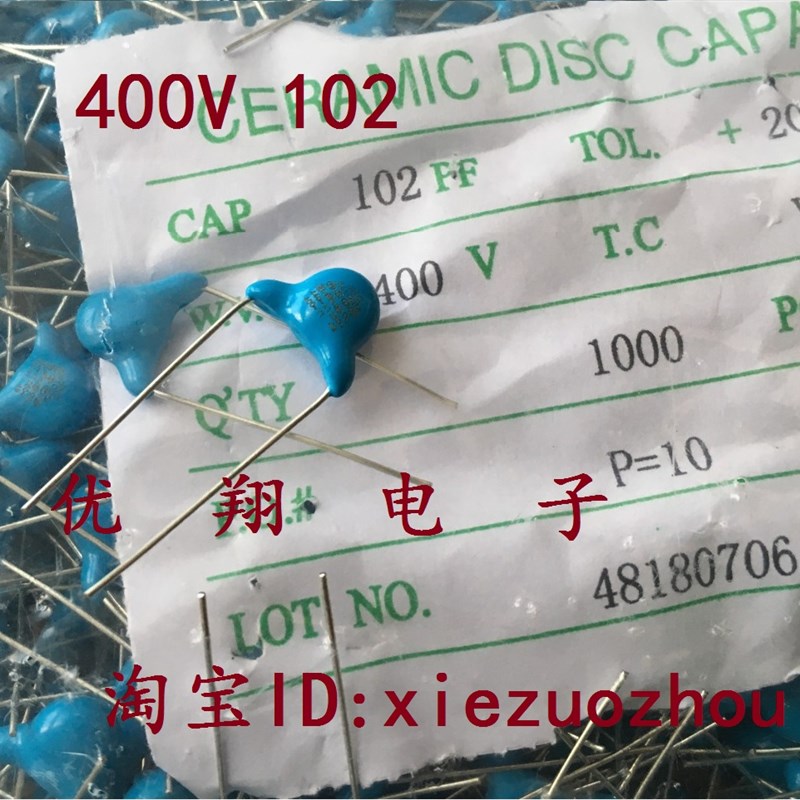 400V 102
CERAMIC DISC CAPA
CAP 102 PF TOL. + 20
W.V. 400 V T.C
Q'TY 1000 P
P=10
优翔电子
LOT NO. 48180706
淘宝ID:xiezuozhou